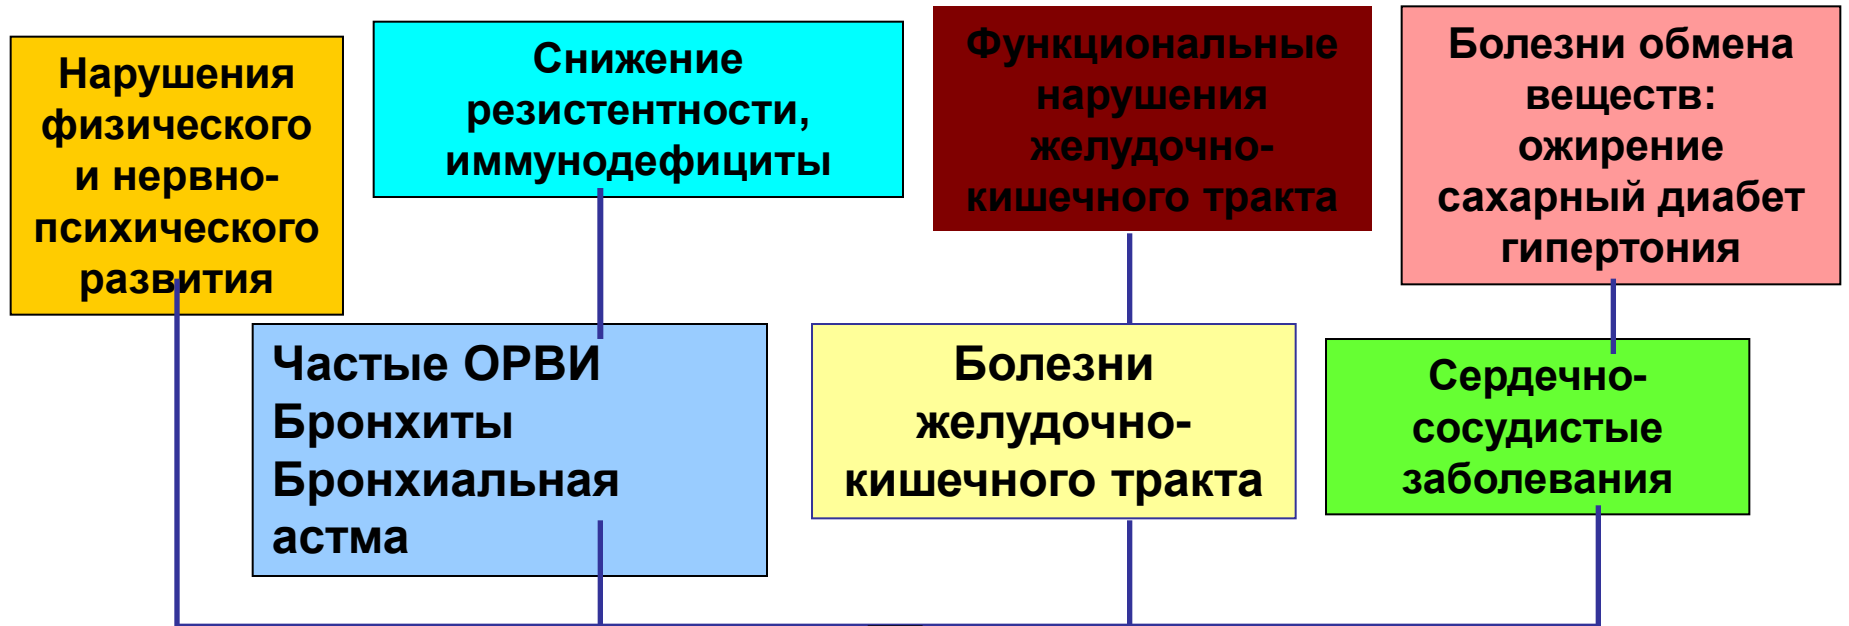 Нарушения
физического
и нервно-
психического
развития
Снижение
резистентности,
иммунодефициты
Функциональные
нарушения
желудочно-
кишечного тракта
Болезни обмена
веществ:
ожирение
сахарный диабет
гипертония
Частые ОРВИ
Бронхиты
Бронхиальная
астма
Болезни
желудочно-
кишечного тракта
Сердечно-
сосудистые
заболевания